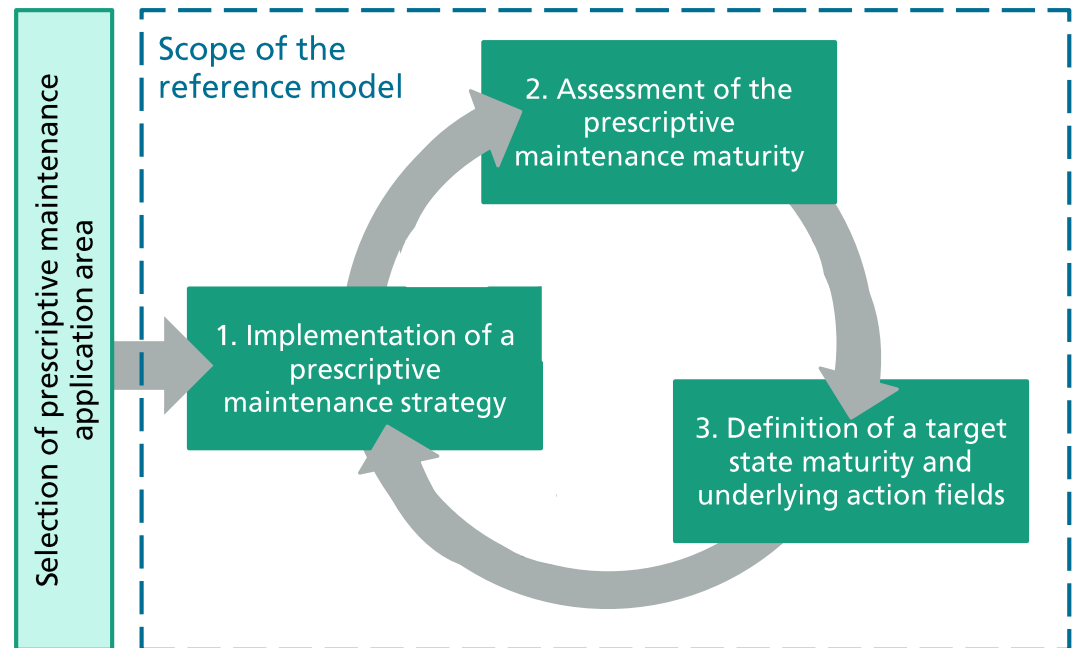 Selection of prescriptive maintenance
application area
Scope of the
reference model
2. Assessment of the
prescriptive
maintenance maturity
1. Implementation of a
prescriptive
maintenance strategy
3. Definition of a target
state maturity and
underlying action fields